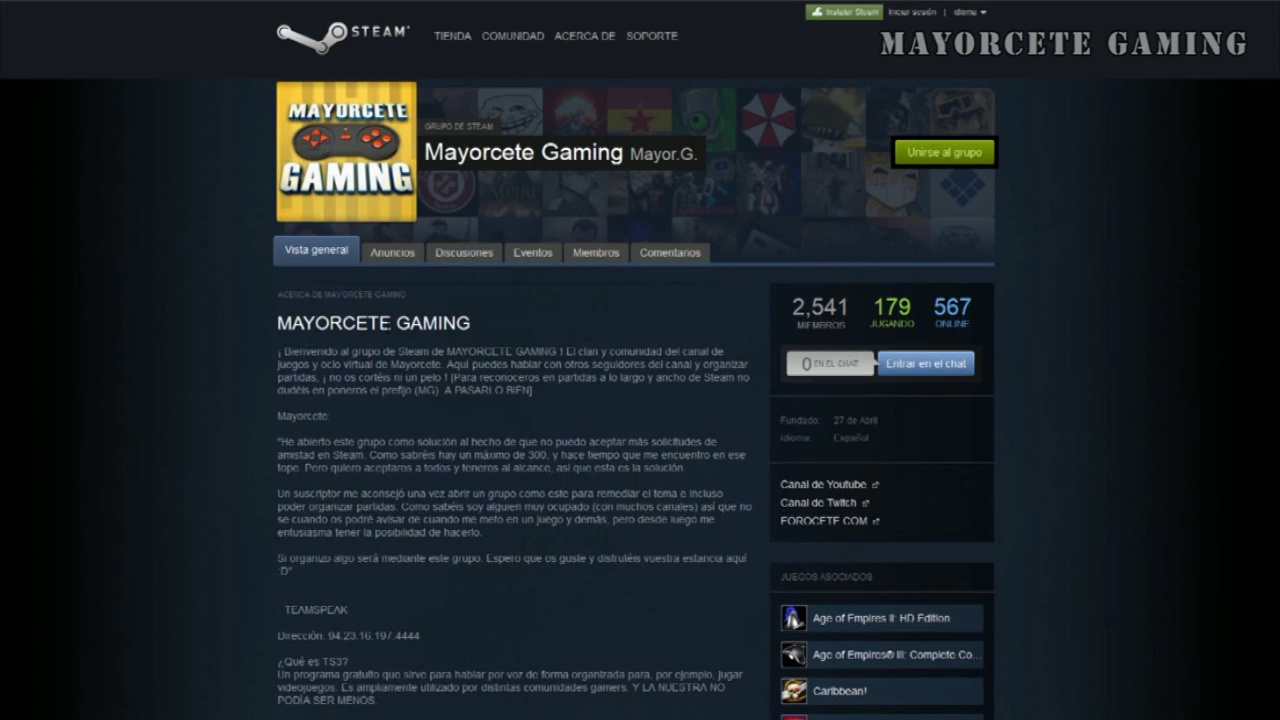 Instalar Steam Iniciar sesión | idioma
STEAM
TIENDA COMUNIDAD ACERCA DE SOPORTE
MAYORCETE GAMING
MAYORCETE
GAMING
GRUPO DE STEAM
Mayorcete Gaming Mayor.G.
Unirse al grupo
Vista general Anuncios Discusiones Eventos Miembros Comentarios
ACERCA DE MAYORCETE GAMING
MAYORCETE GAMING
¡ Bienvenido al grupo de Steam de MAYORCETE GAMING ! El clan y comunidad del canal de
juegos y ocio virtual de Mayorcete. Aquí puedes hablar con otros seguidores del canal y organizar
partidas, ¡ no os cortéis ni un pelo ! [Para reconoceros en partidas a lo largo y ancho de Steam no
dudéis en poneros el prefijo (MG). A PASARLO BIEN]
Mayorcete:
"He abierto este grupo como solución al hecho de que no puedo aceptar más solicitudes de
amistad en Steam. Como sabréis hay un máximo de 300, y hace tiempo que me encuentro en ese
tope. Pero quiero aceptaros a todos y teneros al alcance, así que esta es la solución.
Un suscriptor me aconsejó una vez abrir un grupo como este para remediar el tema e incluso
poder organizar partidas. Como sabéis soy alguien muy ocupado (con muchos canales) así que no
se cuando os podré avisar de cuando me meto en un juego y demás, pero desde luego me
entusiasma tener la posibilidad de hacerlo.
Si organizo algo será mediante este grupo. Espero que os guste y disfrutéis vuestra estancia aquí
:D"
TEAMSPEAK
Dirección: 94.23.16.197:4444
¿Qué es TS3?
Un programa gratuito que sirve para hablar por voz de forma organizada para, por ejemplo, jugar
videojuegos. Es ampliamente utilizado por distintas comunidades gamers. Y LA NUESTRA NO
PODÍA SER MENOS.
2,541 179 567
MIEMBROS JUGANDO ONLINE
0 EN EL CHAT Entrar en el chat
Fundado: 27 de Abril
Idioma: Español
Canal de Youtube
Canal de Twitch
FOROCETE.COM
JUEGOS ASOCIADOS
Age of Empires II: HD Edition
Age of Empires® III: Complete Co...
Caribbean!